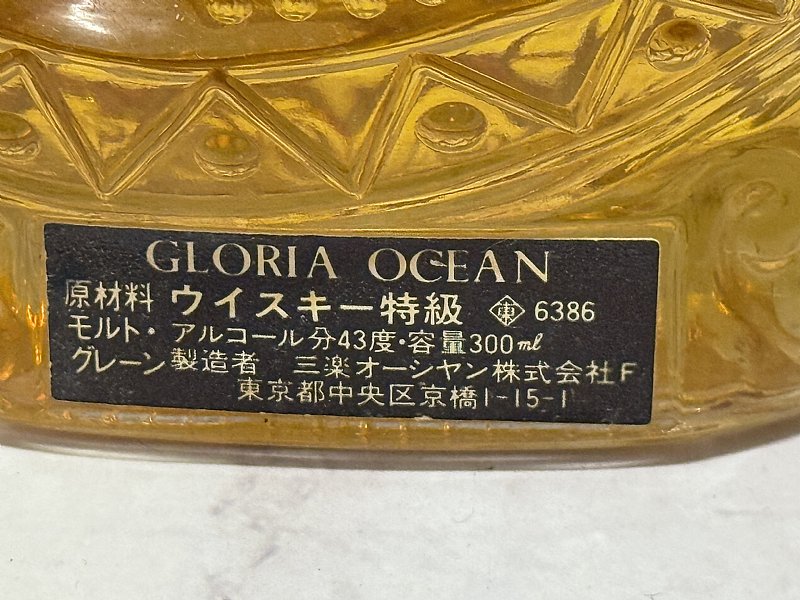 GLORIA OCEAN
原材料 ウイスキー特級 東 6386
モルト・ アルコール分43度・容量300ml
グレーン 製造者 三楽オーシヤン株式会社F
東京都中央区京橋1-15-1